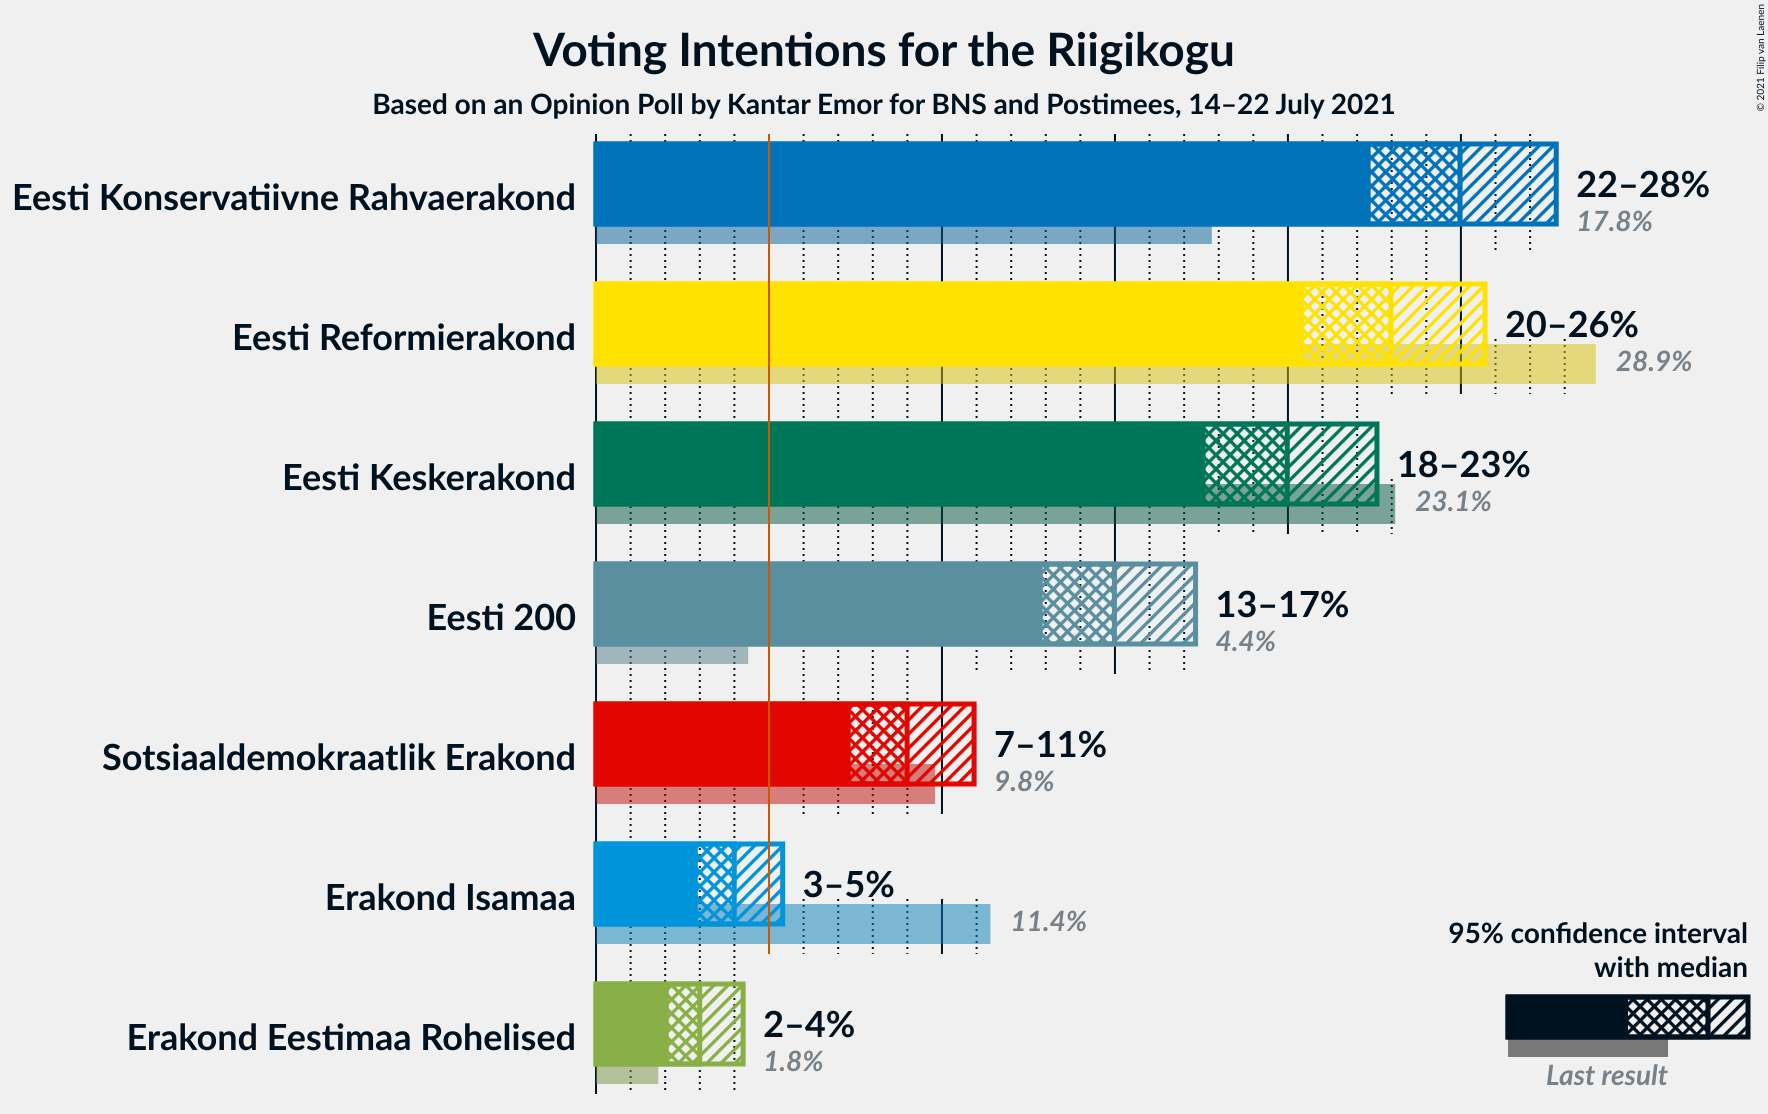 Voting Intentions for the Riigikogu
Based on an Opinion Poll by Kantar Emor for BNS and Postimees, 14–22 July 2021
© 2021 Filip van Laenen
Eesti Konservatiivne Rahvaerakond
22–28%
17.8%
Eesti Reformierakond
20–26%
28.9%
Eesti Keskerakond
18–23%
23.1%
Eesti 200
13–17%
4.4%
Sotsiaaldemokraatlik Erakond
7–11%
9.8%
Erakond Isamaa
3–5%
11.4%
Erakond Eestimaa Rohelised
2–4%
1.8%
95% confidence interval
with median
Last result